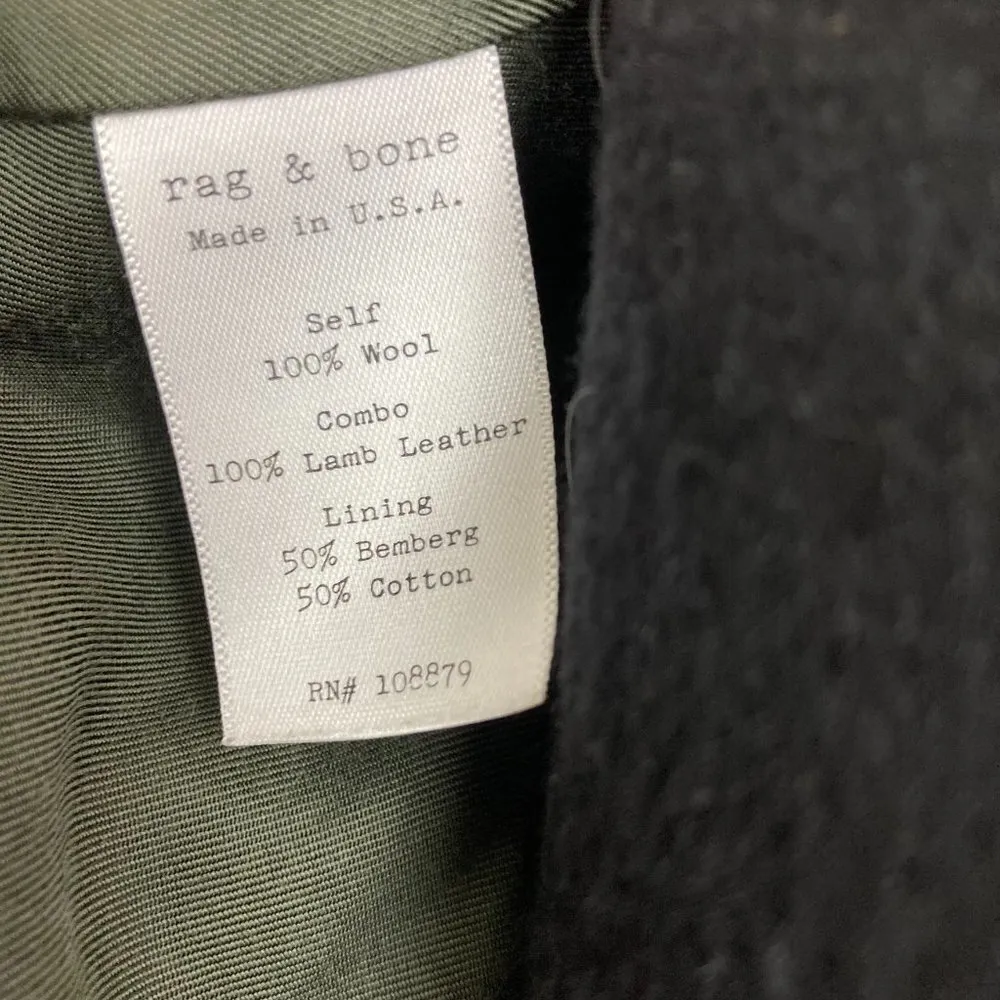 rag & bone
Made in U.S.A.
Self
100% Wool
Combo
100% Lamb Leather
Lining
50% Bemberg
50% Cotton
RN# 108879